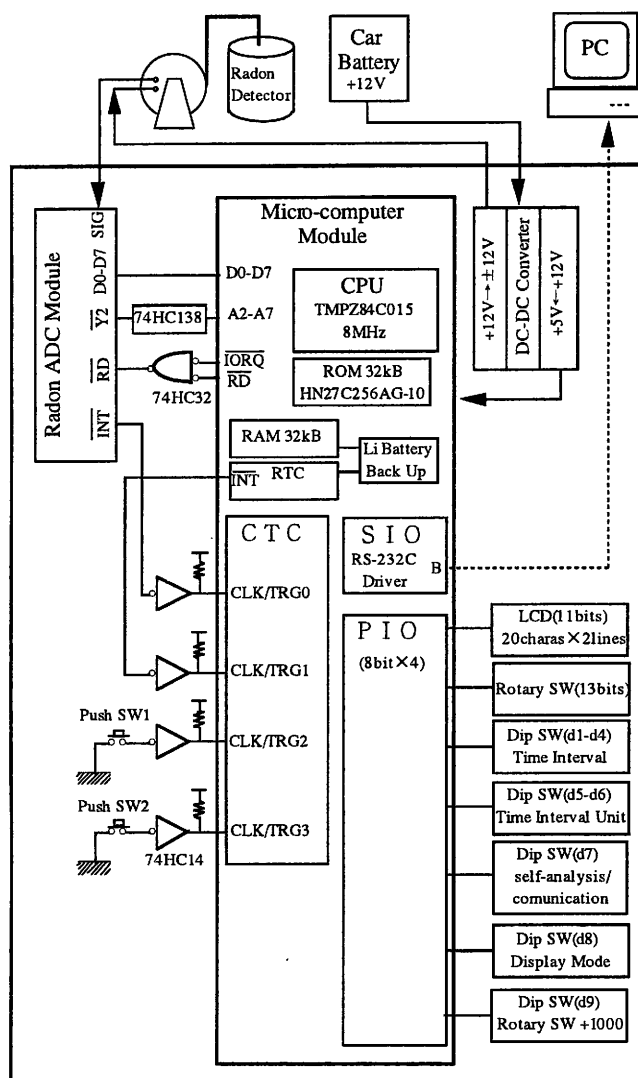 Radon
Detector
Car
Battery
+12V
PC
Radon ADC Module
SIG
D0-D7
Y2
RD
INT
74HC138
74HC32
Micro-computer
Module
D0-D7
A2-A7
IORQ
RD
CPU
TMPZ84C015
8MHz
ROM 32kB
HN27C256AG-10
RAM 32kB
INT RTC
Li Battery
Back Up
+12V→±12V
DC-DC Converter
+5V←+12V
CTC
CLK/TRG0
CLK/TRG1
CLK/TRG2
CLK/TRG3
Push SW1
Push SW2
74HC14
SIO
RS-232C
Driver
B
PIO
(8bit×4)
LCD(11bits)
20charas×2lines
Rotary SW(13bits)
Dip SW(d1-d4)
Time Interval
Dip SW(d5-d6)
Time Interval Unit
Dip SW(d7)
self-analysis/
comunication
Dip SW(d8)
Display Mode
Dip SW(d9)
Rotary SW +1000